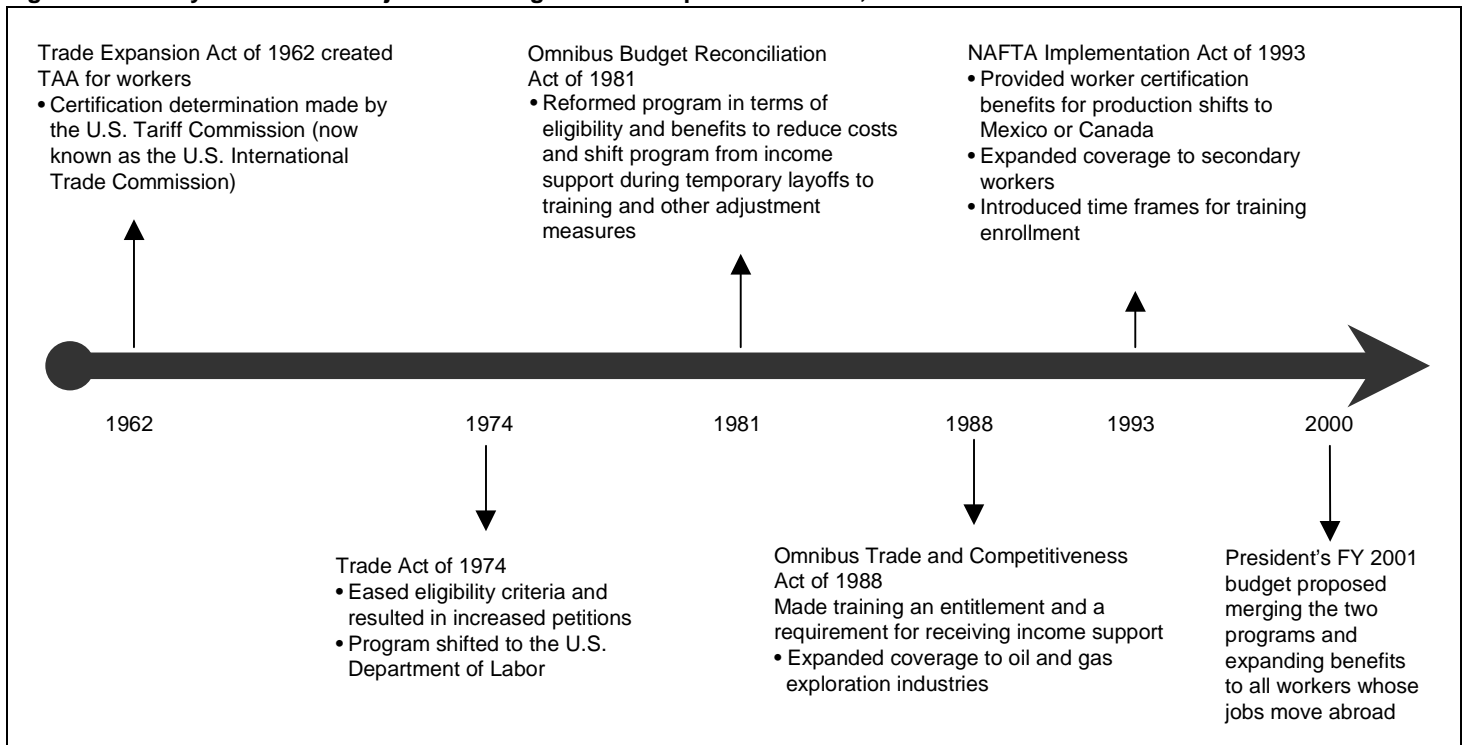 Trade Expansion Act of 1962 created
TAA for workers
• Certification determination made by
the U.S. Tariff Commission (now
known as the U.S. International
Trade Commission)
Omnibus Budget Reconciliation
Act of 1981
• Reformed program in terms of
eligibility and benefits to reduce costs
and shift program from income
support during temporary layoffs to
training and other adjustment
measures
NAFTA Implementation Act of 1993
• Provided worker certification
benefits for production shifts to
Mexico or Canada
• Expanded coverage to secondary
workers
• Introduced time frames for training
enrollment
1962
1974
1981
1988
1993
2000
Trade Act of 1974
• Eased eligibility criteria and
resulted in increased petitions
• Program shifted to the U.S.
Department of Labor
Omnibus Trade and Competitiveness
Act of 1988
Made training an entitlement and a
requirement for receiving income support
• Expanded coverage to oil and gas
exploration industries
President’s FY 2001
budget proposed
merging the two
programs and
expanding benefits
to all workers whose
jobs move abroad